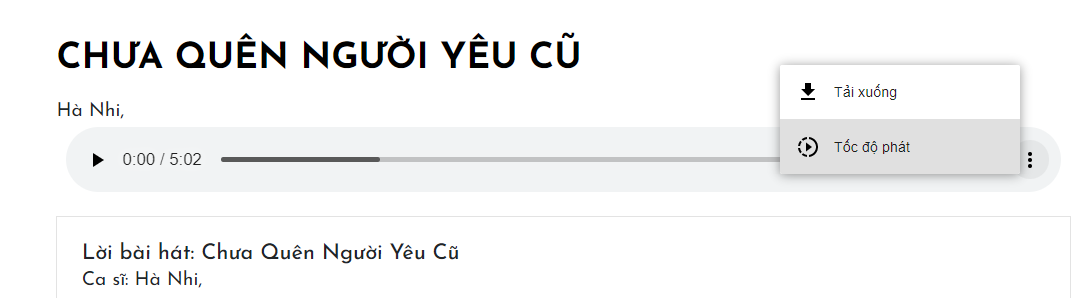 CHƯA QUÊN NGƯỜI YÊU CŨ
Hà Nhi,
Tải xuống
0:00 / 5:02
Tốc độ phát
Lời bài hát: Chưa Quên Người Yêu Cũ
Ca sĩ: Hà Nhi,